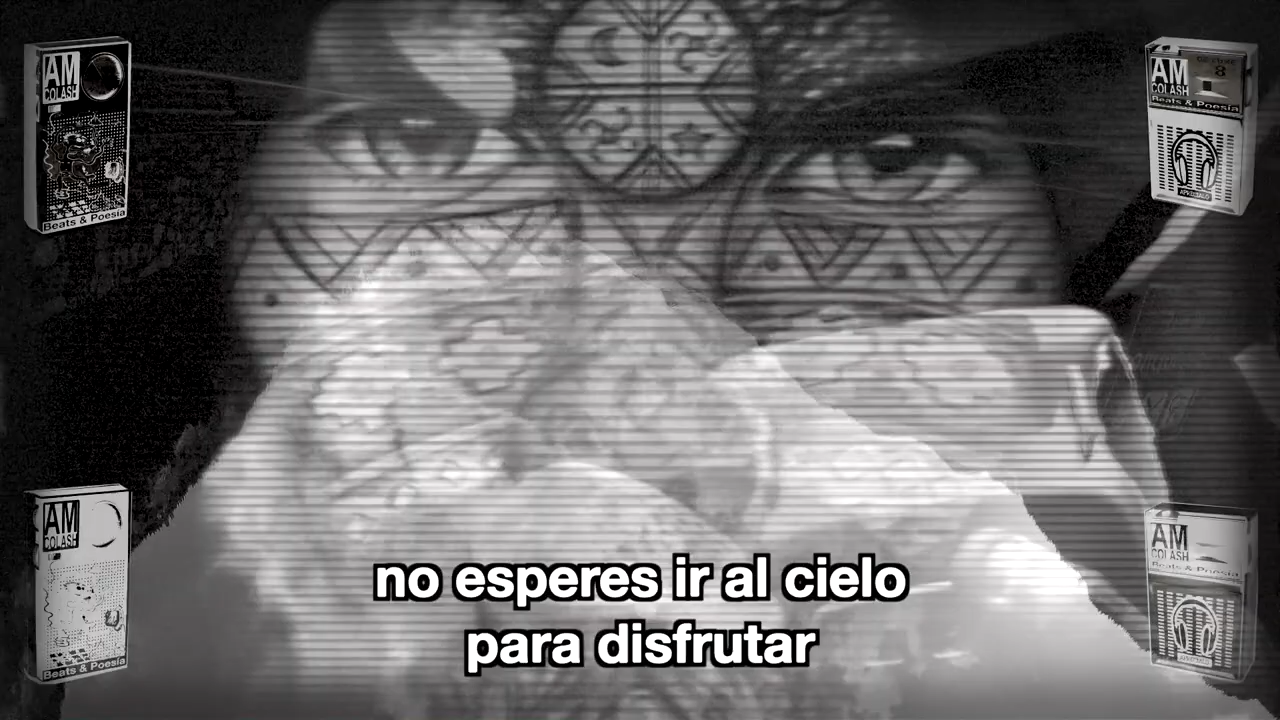 AM
COLASH
Beats & Poesia
AM
COLASH
Beats & Poesia
no esperes ir al cielo
para disfrutar
AM
COLASH
Beats & Poesia
AM
COLASH
Beats & Poesia